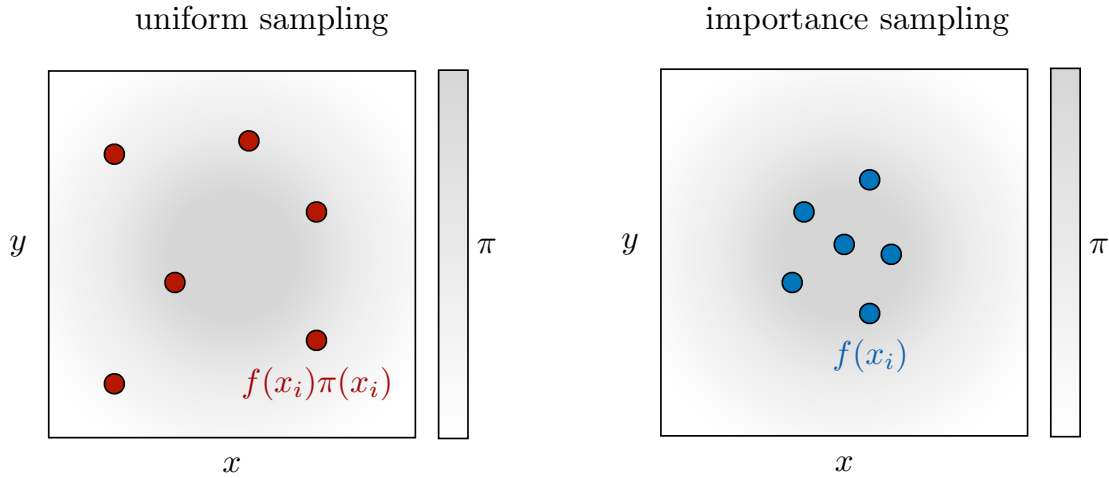 uniform sampling
y
π
f(x_i)π(x_i)
x
importance sampling
y
π
f(x_i)
x